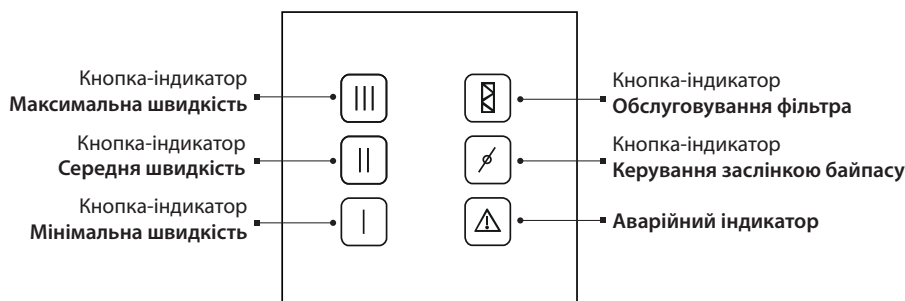 Кнопка-індикатор
Максимальна швидкість
Кнопка-індикатор
Середня швидкість
Кнопка-індикатор
Мінімальна швидкість
Кнопка-індикатор
Обслуговування фільтра
Кнопка-індикатор
Керування заслінкою байпасу
Аварійний індикатор